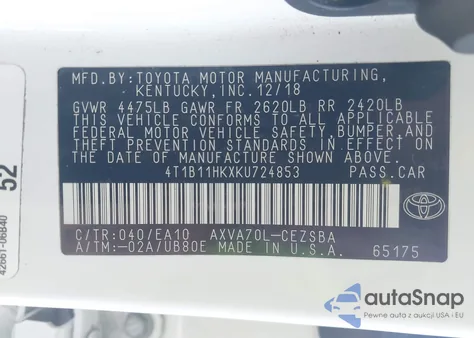 MFD.BY: TOYOTA MOTOR MANUFACTURING,
KENTUCKY, INC. 12/18
GVWR 4475LB GAWR FR 2620LB RR 2420LB
THIS VEHICLE CONFORMS TO ALL APPLICABLE
FEDERAL MOTOR VEHICLE SAFETY, BUMPER, AND
THEFT PREVENTION STANDARDS IN EFFECT ON
THE DATE OF MANUFACTURE SHOWN ABOVE.
4T1B11HKXKU724853 PASS.CAR
C/TR:040/EA10 AXVA70L-CEZSBA
A/TM:-02A/UB80E MADE IN U.S.A. 65175
TOYOTA
52
42661-06B40
autoSnap
Pewne auta z aukcji USA i EU